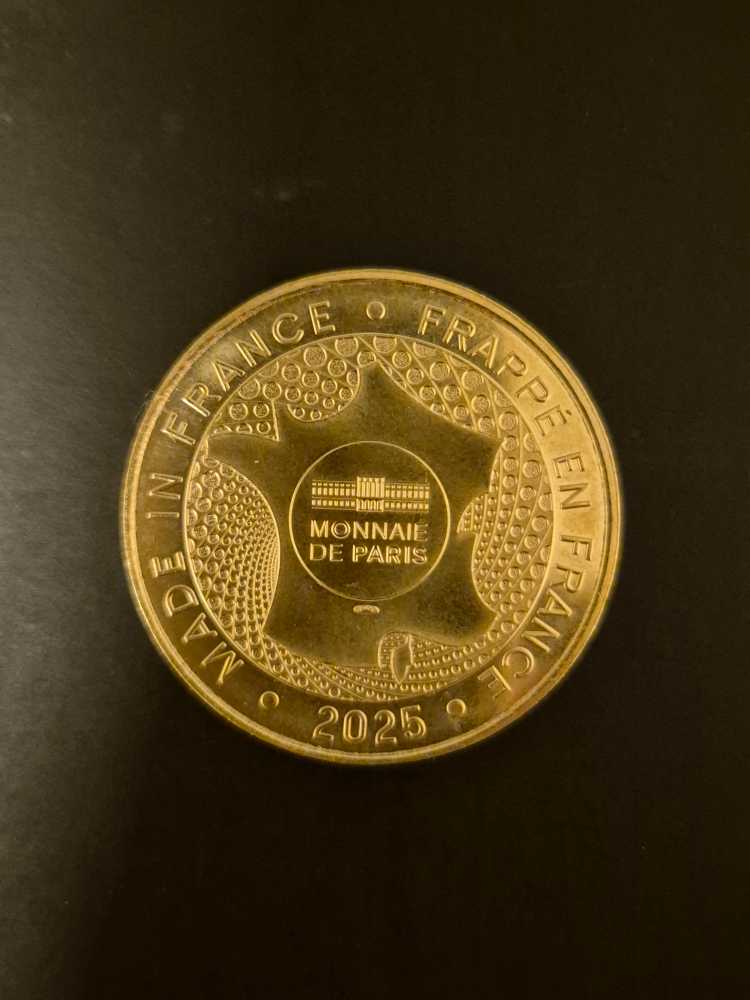 MADE IN FRANCE • FRAPPÉ EN FRANCE
MONNAIE
DE PARIS
• 2025 •